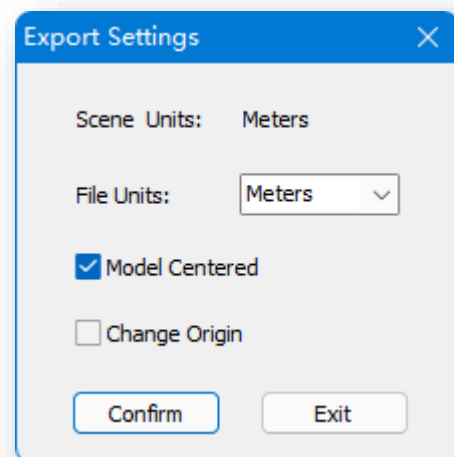 Export Settings
Scene Units: Meters
File Units: Meters
Model Centered
Change Origin
Confirm Exit